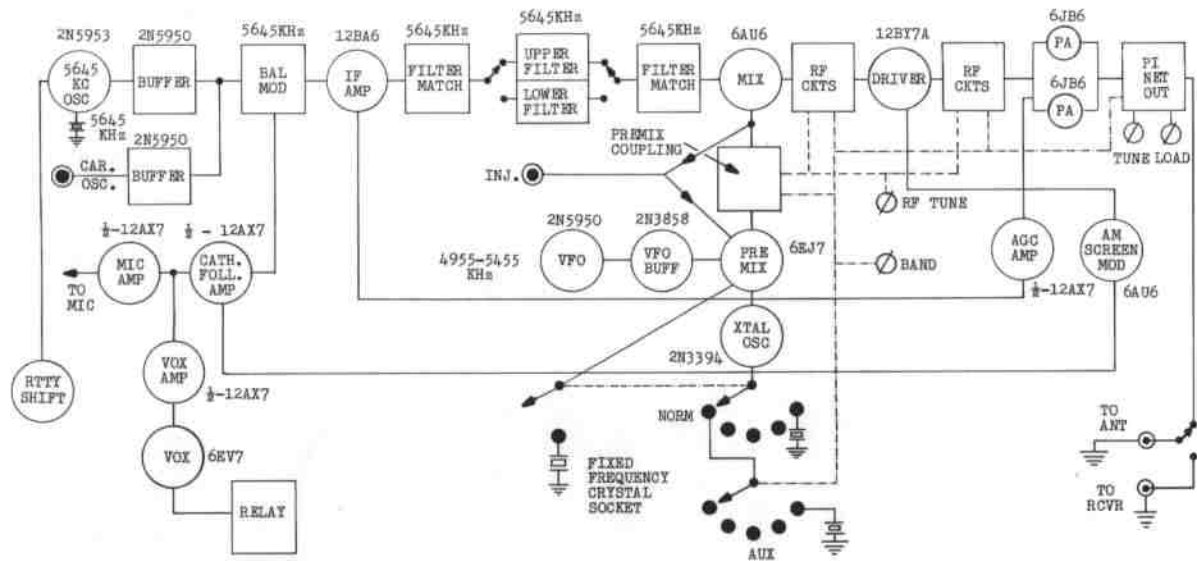 2N5953
2N5950
5645KHz
12BA6
5645KHz
5645KHz
5645KHz
6AU6
12BY7A
6JB6
5645
KC
OSC
BUFFER
BAL
MOD
IF
AMP
FILTER
MATCH
UPPER
FILTER
LOWER
FILTER
FILTER
MATCH
MIX
RF
CKTS
DRIVER
RF
CKTS
PA
6JB6
PA
PI
NET
OUT
5645
KHz
2N5950
CAR.
OSC.
BUFFER
PREMIX
COUPLING
TUNE
LOAD
INJ.
RF TUNE
½-12AX7
½ - 12AX7
2N5950
2N3858
6EJ7
TO
MIC
MIC
AMP
CATH.
FOLL.
AMP
4955-5455
KHz
VFO
VFO
BUFF
PRE
MIX
BAND
AGC
AMP
½-12AX7
AM
SCREEN
MOD
6AU6
XTAL
OSC
2N3394
RTTY
SHIFT
VOX
AMP
½-12AX7
NORM
TO
ANT
VOX
6EV7
FIXED
FREQUENCY
CRYSTAL
SOCKET
TO
RCVR
RELAY
AUX